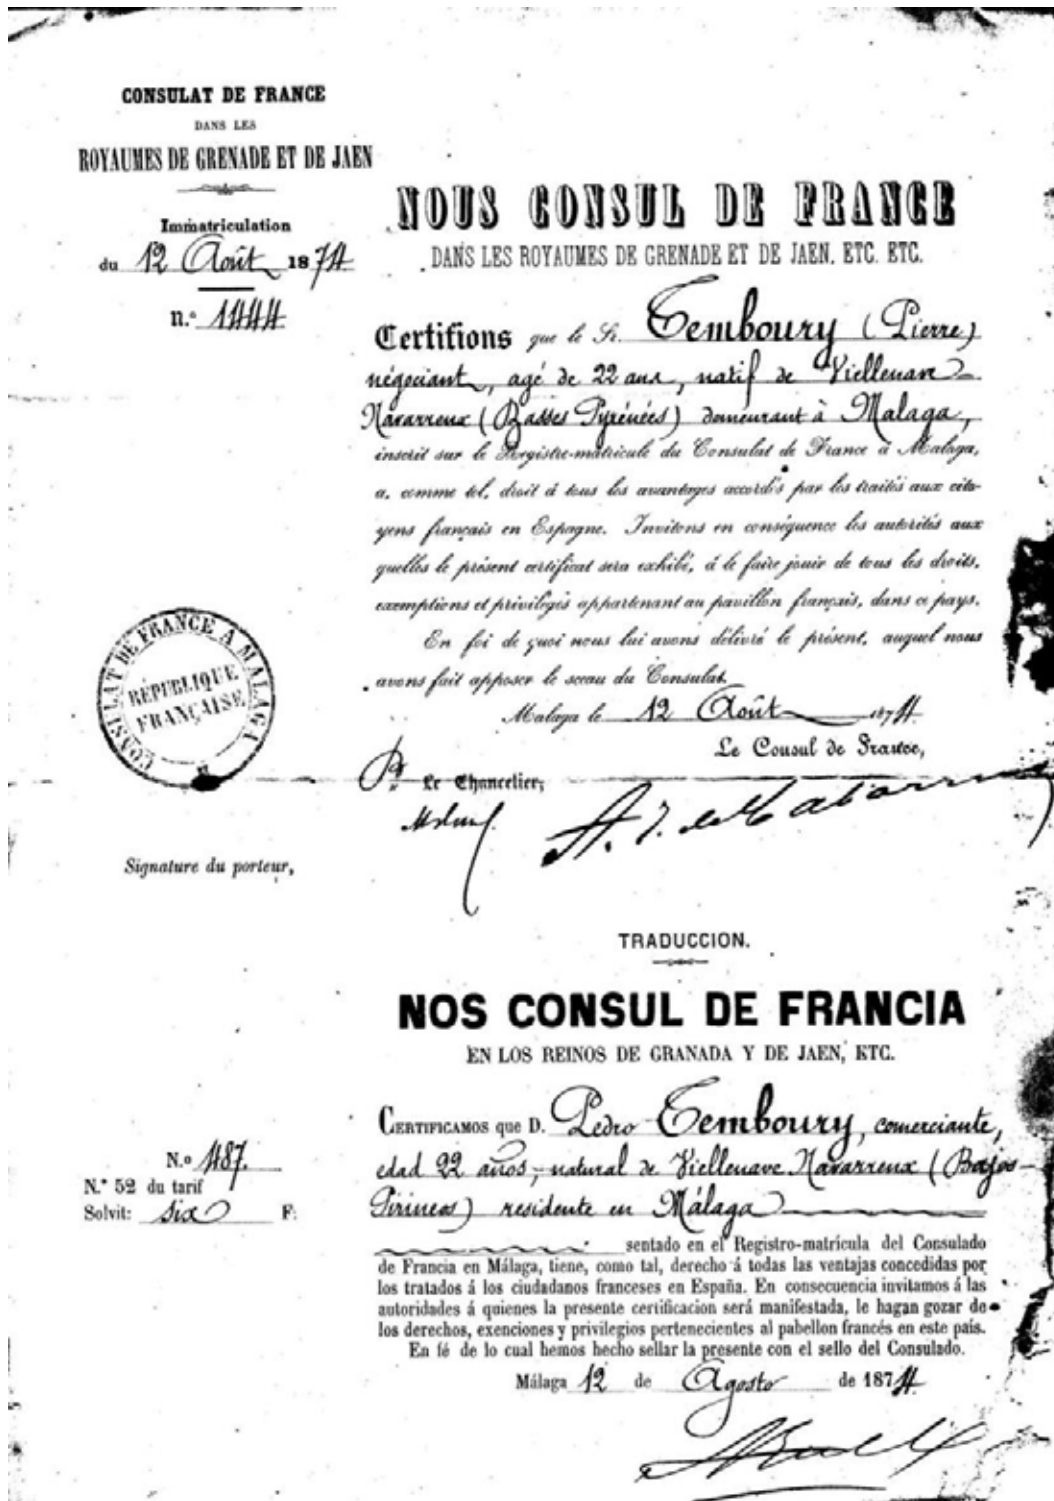 CONSULAT DE FRANCE
DANS LES
ROYAUMES DE GRENADE ET DE JAEN
Immatriculation
du 12 Août 1874
n.º 1444
NOUS CONSUL DE FRANCE
DANS LES ROYAUMES DE GRENADE ET DE JAEN, ETC. ETC.
Certifions que le Sr. Temboury (Pierre)
négociant, agé de 22 ans, natif de Viellenave
Navarreux (Basses Pyrénées) demeurant à Malaga,
inscrit sur le Registre-matricule du Consulat de France à Malaga,
a, comme tel, droit à tous les avantages accordés par les traités aux cito-
yens français en Espagne. Invitons en conséquence les autorités aux
quelles le présent certificat sera exhibé, à le faire jouir de tous les droits,
exemptions et privilèges appartenant au pavillon français, dans ce pays.
En foi de quoi nous lui avons délivré le présent, auquel nous
avons fait apposer le sceau du Consulat.
Malaga le 12 Août 1874
Le Consul de France,
Le Chancelier,
CONSULAT DE FRANCE A MALAGA
RÉPUBLIQUE
FRANÇAISE
Signature du porteur,
TRADUCCION.
NOS CONSUL DE FRANCIA
EN LOS REINOS DE GRANADA Y DE JAEN, ETC.
CERTIFICAMOS que D. Pedro Temboury, comerciante,
edad 22 años, natural de Viellenave Navarreux (Bajos-
Pirineos) residente en Málaga
sentado en el Registro-matrícula del Consulado
de Francia en Málaga, tiene, como tal, derecho á todas las ventajas concedidas por
los tratados á los ciudadanos franceses en España. En consecuencia invitamos á las
autoridades á quienes la presente certificacion será manifestada, le hagan gozar de
los derechos, exenciones y privilegios pertenecientes al pabellon francés en este país.
En fé de lo cual hemos hecho sellar la presente con el sello del Consulado.
Málaga 12 de Agosto de 1874
N.º 487.
N.º 52 du tarif
Solvit: six F.